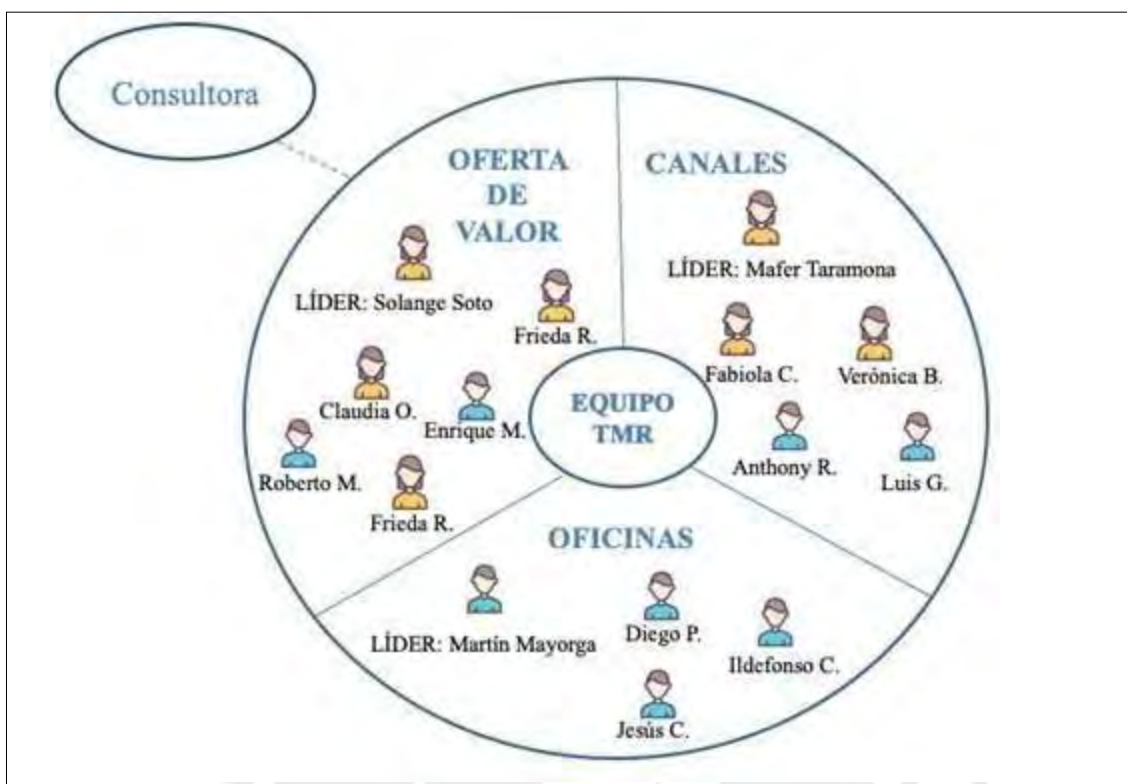 Consultora
OFERTA
DE
VALOR
LÍDER: Solange Soto
Frieda R.
Claudia O.
Enrique M.
Roberto M.
Frieda R.
CANALES
LÍDER: Mafer Taramona
Fabiola C.
Verónica B.
Anthony R.
Luis G.
EQUIPO
TMR
OFICINAS
LÍDER: Martín Mayorga
Diego P.
Ildefonso C.
Jesús C.